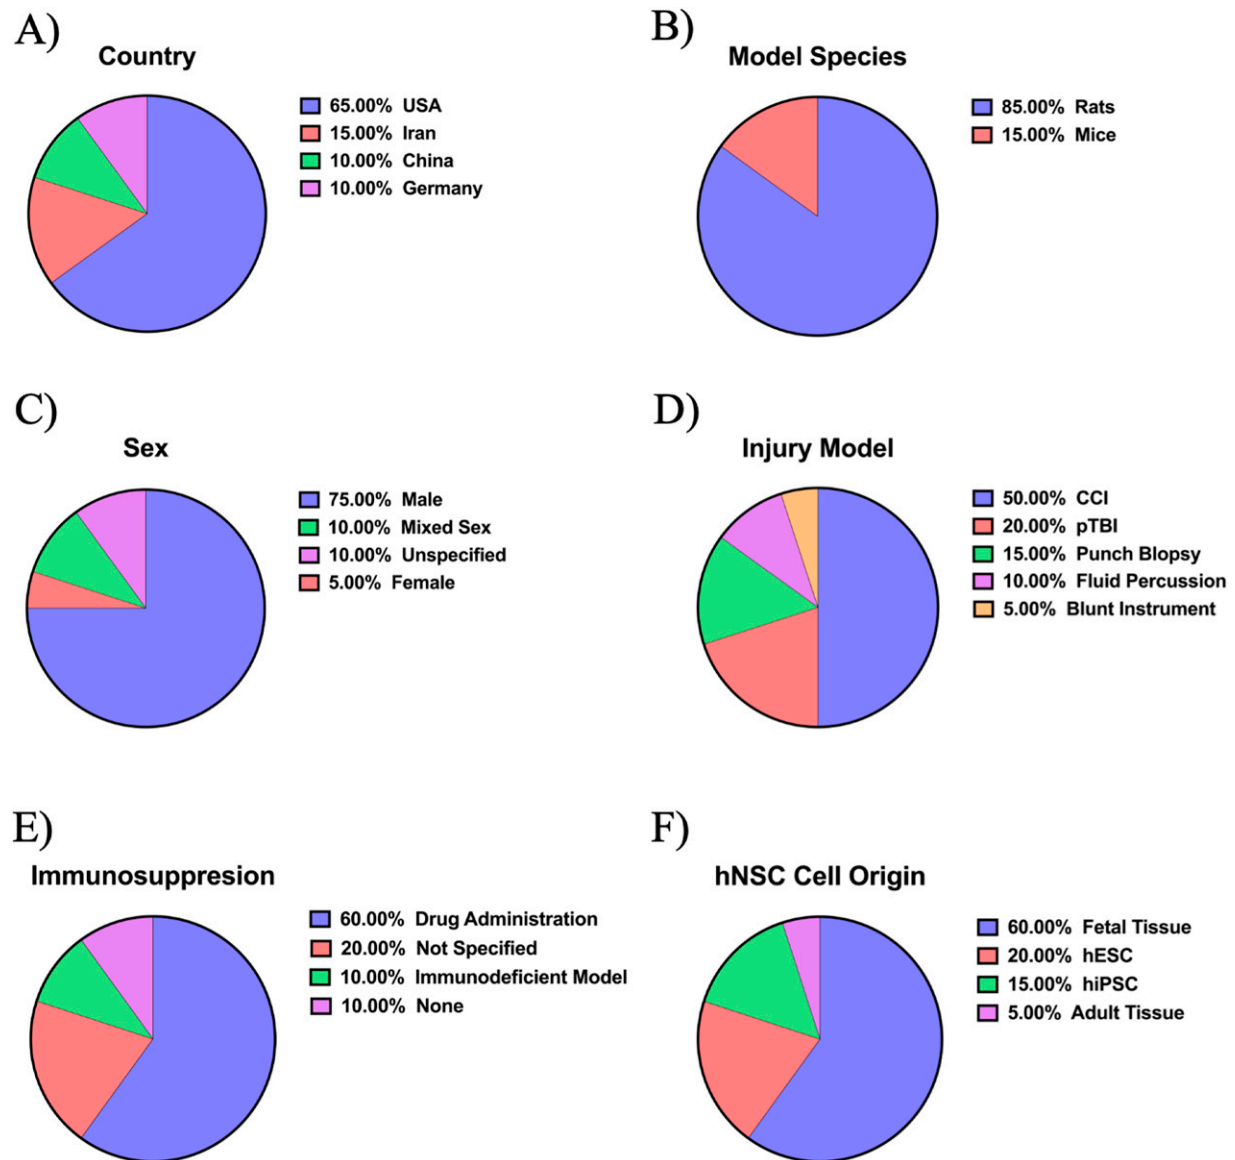 A)
Country
65.00% USA
15.00% Iran
10.00% China
10.00% Germany
B)
Model Species
85.00% Rats
15.00% Mice
C)
Sex
75.00% Male
10.00% Mixed Sex
10.00% Unspecified
5.00% Female
D)
Injury Model
50.00% CCI
20.00% pTBI
15.00% Punch Blopsy
10.00% Fluid Percussion
5.00% Blunt Instrument
E)
Immunosuppresion
60.00% Drug Administration
20.00% Not Specified
10.00% Immunodeficient Model
10.00% None
F)
hNSC Cell Origin
60.00% Fetal Tissue
20.00% hESC
15.00% hiPSC
5.00% Adult Tissue